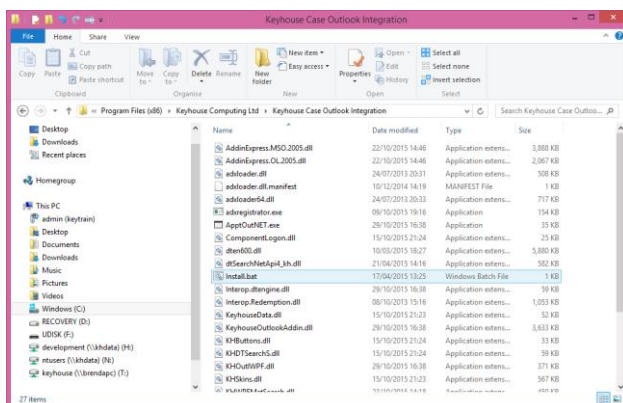 Keyhouse Case Outlook Integration
File Home Share View
Copy Paste Cut Copy path Paste shortcut Move to Copy to Delete Rename New folder New item Easy access Properties Open Edit History Select all Select none Invert selection
Clipboard Organise New Open Select
« Program Files (x86) Keyhouse Computing Ltd Keyhouse Case Outlook Integration Search Keyhouse Case Outloo...
Name Date modified Type Size
Desktop
Downloads
Recent places
Homegroup
This PC
admin (keytrain)
Desktop
Documents
Downloads
Music
Pictures
Videos
Windows (C:)
RECOVERY (D:)
UDISK (F:)
development (\\khdata) (H:)
ntusers (\\khdata) (N:)
keyhouse (\\brendapc) (T:)
AddinExpress.MSO.2005.dll 22/10/2015 14:46 Application extens... 3,888 KB
AddinExpress.OL.2005.dll 22/10/2015 14:46 Application extens... 2,067 KB
adxloader.dll 24/07/2013 20:31 Application extens... 508 KB
adxloader.dll.manifest 10/12/2014 14:19 MANIFEST File 1 KB
adxloader64.dll 24/07/2013 20:33 Application extens... 717 KB
adxregistrator.exe 09/10/2015 19:16 Application 154 KB
ApptOutNET.exe 29/10/2015 16:38 Application 35 KB
ComponentLogon.dll 15/10/2015 21:24 Application extens... 25 KB
dten600.dll 10/03/2015 18:27 Application extens... 5,880 KB
dtSearchNetApi4_kh.dll 21/04/2015 14:16 Application extens... 582 KB
Install.bat 17/04/2015 13:25 Windows Batch File 1 KB
Interop.dtengine.dll 29/10/2015 16:38 Application extens... 59 KB
Interop.Redemption.dll 08/10/2013 15:16 Application extens... 1,053 KB
KeyhouseData.dll 15/10/2015 21:23 Application extens... 52 KB
KeyhouseOutlookAddin.dll 29/10/2015 16:38 Application extens... 3,633 KB
KHButtons.dll 15/10/2015 21:24 Application extens... 33 KB
KHDTSearchS.dll 15/10/2015 21:24 Application extens... 59 KB
KHOutlWPF.dll 29/10/2015 16:38 Application extens... 371 KB
KHSkins.dll 15/10/2015 21:23 Application extens... 567 KB
27 items